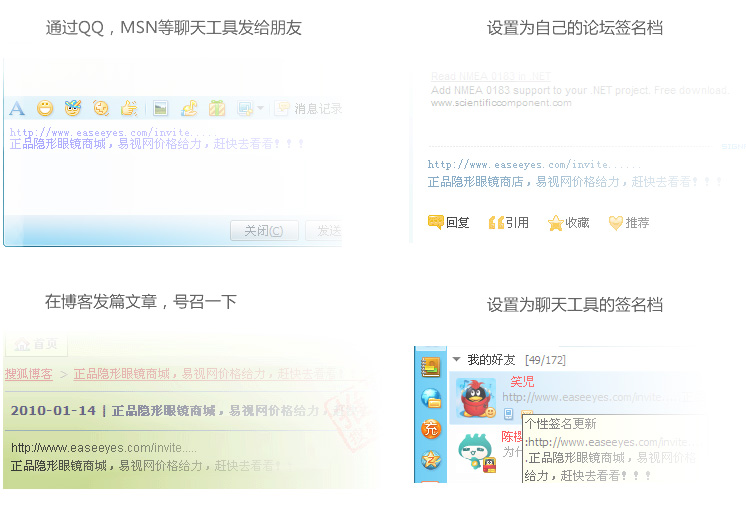 通过QQ，MSN等聊天工具发给朋友
消息记录
http://www.easeeyes.com/invite.....
正品隐形眼镜商城，易视网价格给力，赶快去看看！！！
关闭(C)
发送
设置为自己的论坛签名档
Read NMEA 0183 in .NET
Add NMEA 0183 support to your .NET project. Free download...
www.scientificcomponent.com
http://www.easeeyes.com/invite......
正品隐形眼镜商店，易视网价格给力，赶快去看看！！！
回复 引用 收藏 推荐
在博客发篇文章，号召一下
首页
搜狐博客 > 正品隐形眼镜商城，易视网价格给力，赶快去看看！
2010-01-14 | 正品隐形眼镜商城，易视网价格给力，
http://www.easeeyes.com/invite.....
正品隐形眼镜商城，易视网价格给力，赶快去看看！！！
设置为聊天工具的签名档
我的好友 [49/172]
笑児
http://www.easeeyes.com/invite
充
个性签名更新
:http://www.easeeyes.com/invite...
.正品隐形眼镜商城，易视网价格
给力，赶快去看看！！！
为什